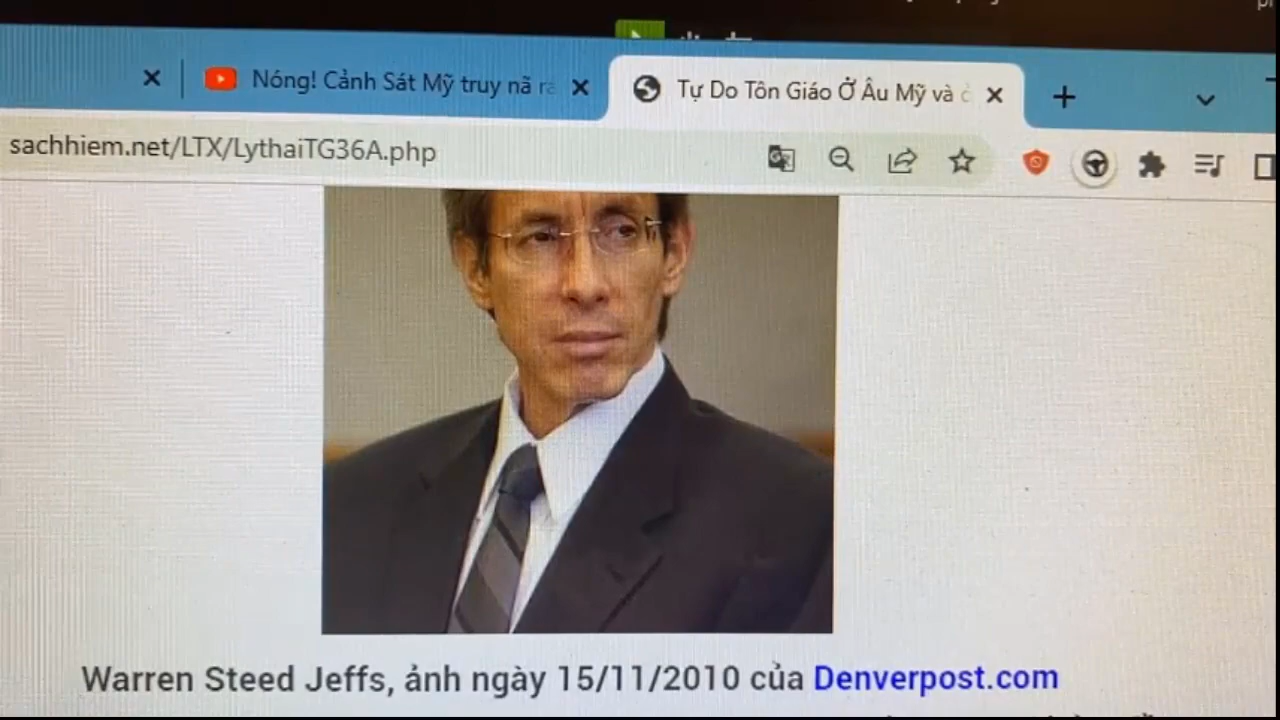 Nóng! Cảnh Sát Mỹ truy nã ra
Tự Do Tôn Giáo Ở Âu Mỹ và
sachhiem.net/LTX/LythaiTG36A.php
Warren Steed Jeffs, ảnh ngày 15/11/2010 của Denverpost.com